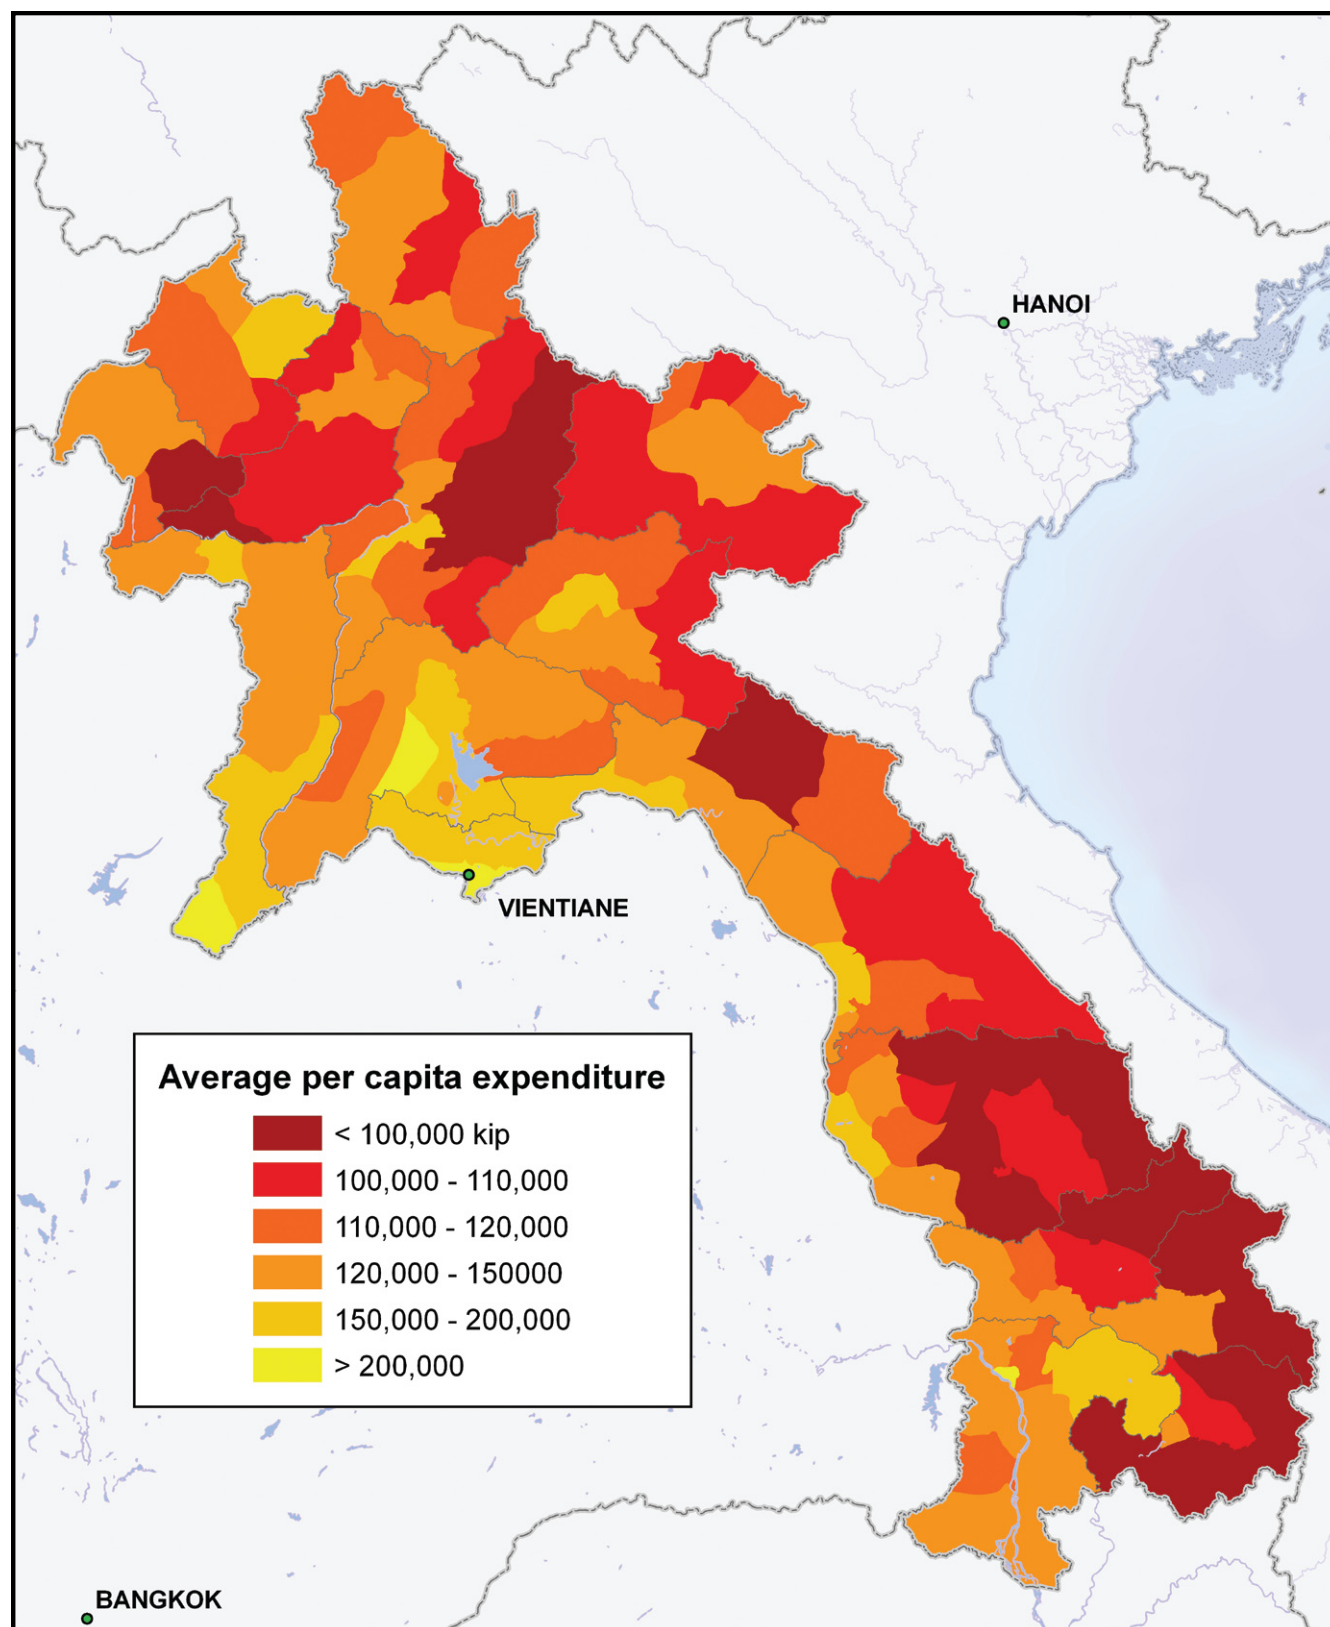 HANOI
VIENTIANE
Average per capita expenditure
< 100,000 kip
100,000 - 110,000
110,000 - 120,000
120,000 - 150000
150,000 - 200,000
> 200,000
BANGKOK